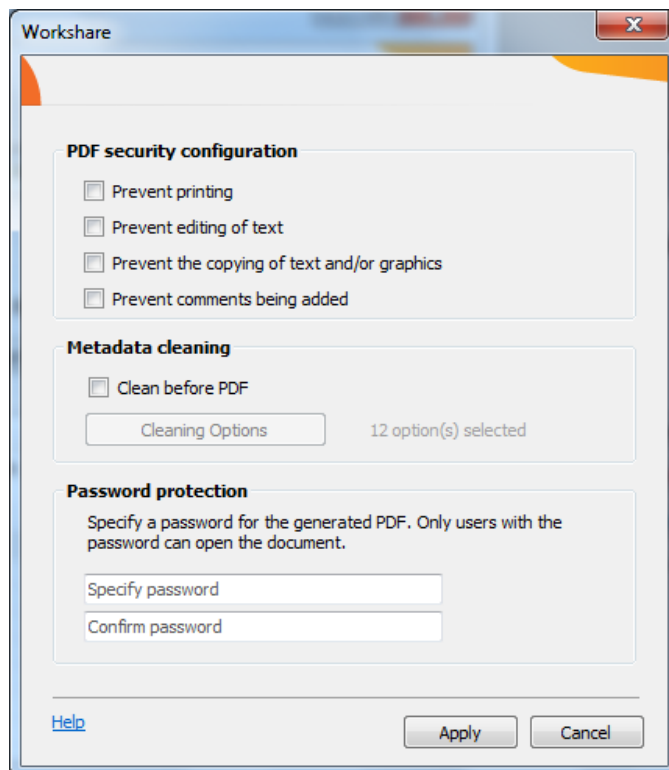 Workshare
PDF security configuration
Prevent printing
Prevent editing of text
Prevent the copying of text and/or graphics
Prevent comments being added
Metadata cleaning
Clean before PDF
Cleaning Options 12 option(s) selected
Password protection
Specify a password for the generated PDF. Only users with the
password can open the document.
Specify password
Confirm password
Help Apply Cancel